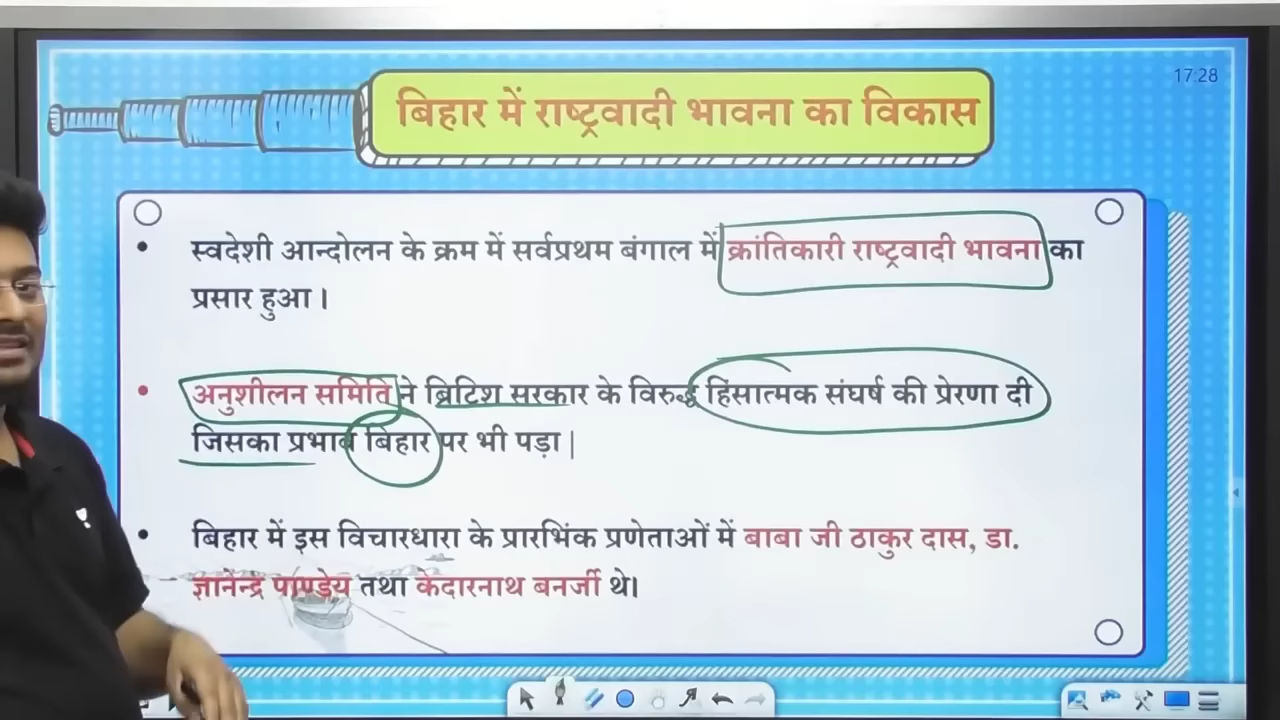 17:28
बिहार में राष्ट्रवादी भावना का विकास
• स्वदेशी आन्दोलन के क्रम में सर्वप्रथम बंगाल में क्रांतिकारी राष्ट्रवादी भावना का
प्रसार हुआ।
• अनुशीलन समिति ने ब्रिटिश सरकार के विरुद्ध हिंसात्मक संघर्ष की प्रेरणा दी
जिसका प्रभाव बिहार पर भी पड़ा|
• बिहार में इस विचारधारा के प्रारभिंक प्रणेताओं में बाबा जी ठाकुर दास, डा.
ज्ञानेन्द्र पाण्डेय तथा केदारनाथ बनर्जी थे।